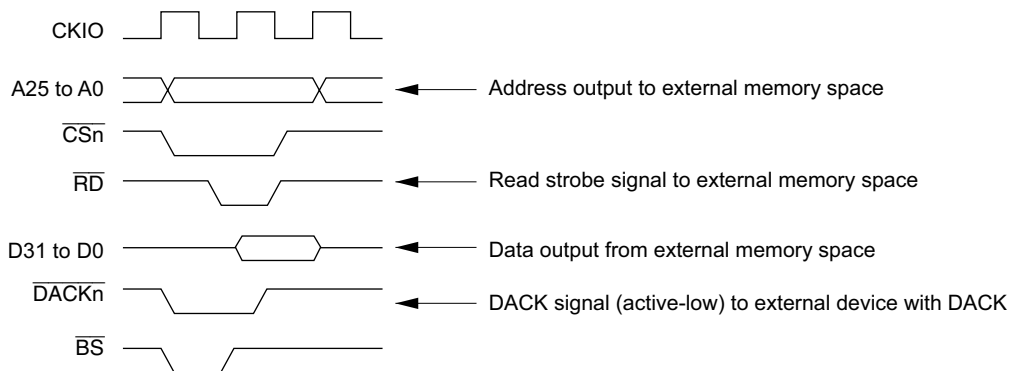 CKIO
A25 to A0
Address output to external memory space
CSn
RD
Read strobe signal to external memory space
D31 to D0
Data output from external memory space
DACKn
DACK signal (active-low) to external device with DACK
BS